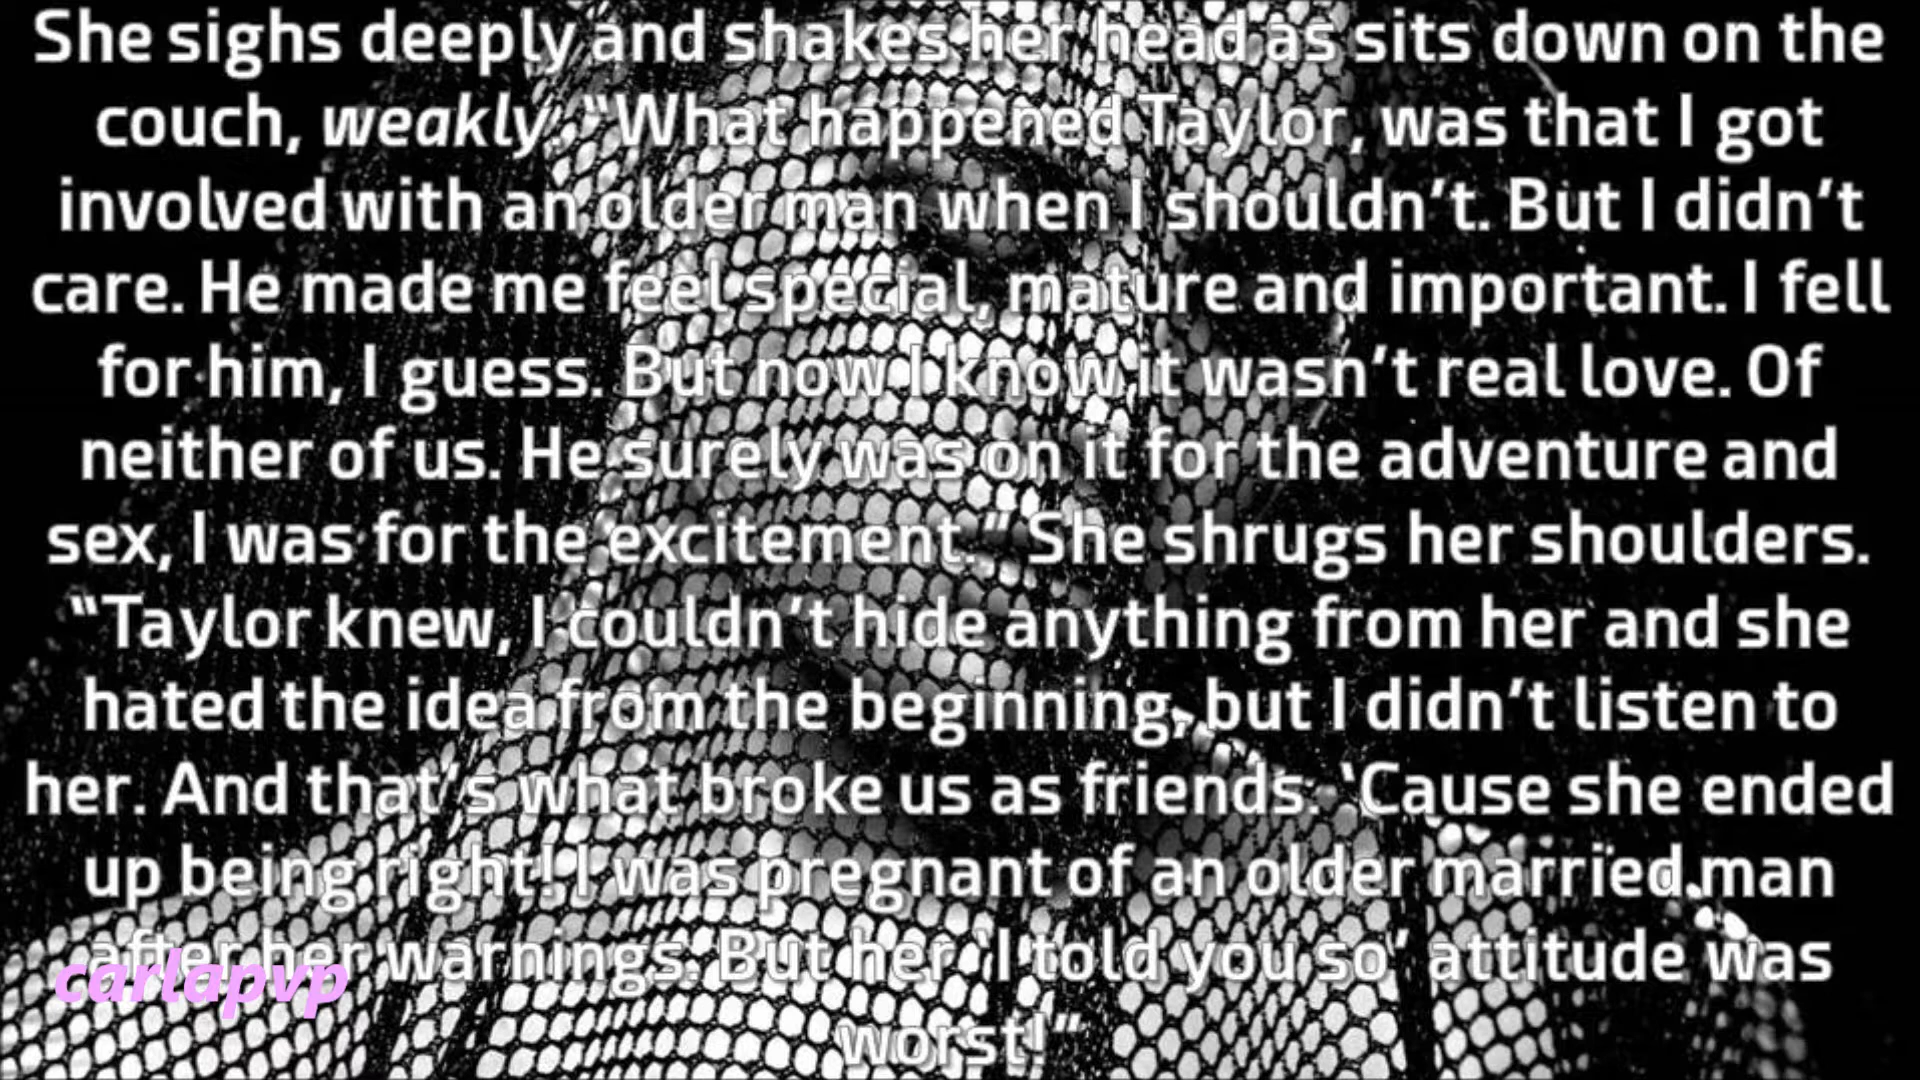 She sighs deeply and shakes her head as sits down on the
couch, weakly. “What happened Taylor, was that I got
involved with an older man when I shouldn’t. But I didn’t
care. He made me feel special, mature and important. I fell
for him, I guess. But now I know it wasn’t real love. Of
neither of us. He surely was on it for the adventure and
sex, I was for the excitement.” She shrugs her shoulders.
“Taylor knew, I couldn’t hide anything from her and she
hated the idea from the beginning, but I didn’t listen to
her. And that’s what broke us as friends. ‘Cause she ended
up being right! I was pregnant of an older married man
after her warnings. But her ‘I told you so’ attitude was
worst!”
carlapvp